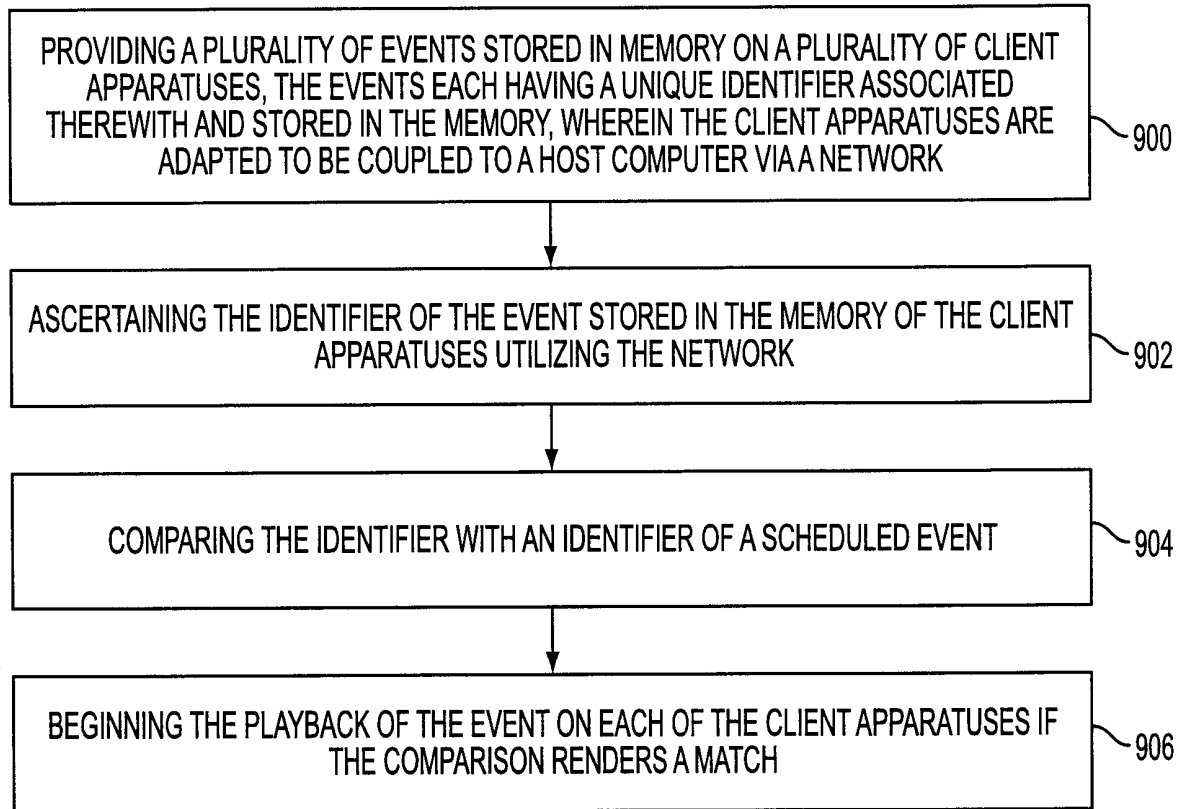 PROVIDING A PLURALITY OF EVENTS STORED IN MEMORY ON A PLURALITY OF CLIENT
APPARATUSES, THE EVENTS EACH HAVING A UNIQUE IDENTIFIER ASSOCIATED
THEREWITH AND STORED IN THE MEMORY, WHEREIN THE CLIENT APPARATUSES ARE
ADAPTED TO BE COUPLED TO A HOST COMPUTER VIA A NETWORK
900
ASCERTAINING THE IDENTIFIER OF THE EVENT STORED IN THE MEMORY OF THE CLIENT
APPARATUSES UTILIZING THE NETWORK
902
COMPARING THE IDENTIFIER WITH AN IDENTIFIER OF A SCHEDULED EVENT
904
BEGINNING THE PLAYBACK OF THE EVENT ON EACH OF THE CLIENT APPARATUSES IF
THE COMPARISON RENDERS A MATCH
906